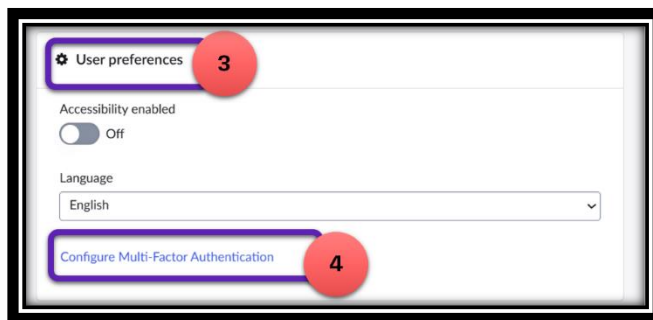 User preferences
3
Accessibility enabled
Off
Language
English
Configure Multi-Factor Authentication
4